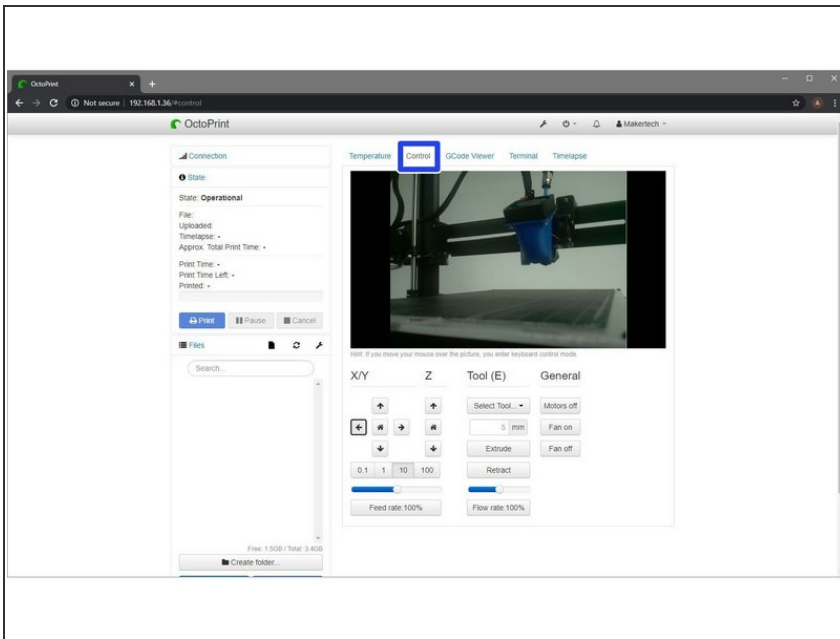 OctoPrint
Not secure | 192.168.1.36/#control
A
OctoPrint
Makertech
Connection
State
State: Operational
File:
Uploaded:
Timelapse: -
Approx. Total Print Time: -
Print Time: -
Print Time Left: -
Printed: -
Print Pause Cancel
Files
Search...
Free: 1.5GB / Total: 3.4GB
Create folder...
Temperature Control GCode Viewer Terminal Timelapse
Hint: If you move your mouse over the picture, you enter keyboard control mode.
X/Y Z Tool (E) General
Select Tool... Motors off
5 mm Fan on
Extrude Fan off
0.1 1 10 100 Retract
Feed rate:100% Flow rate:100%